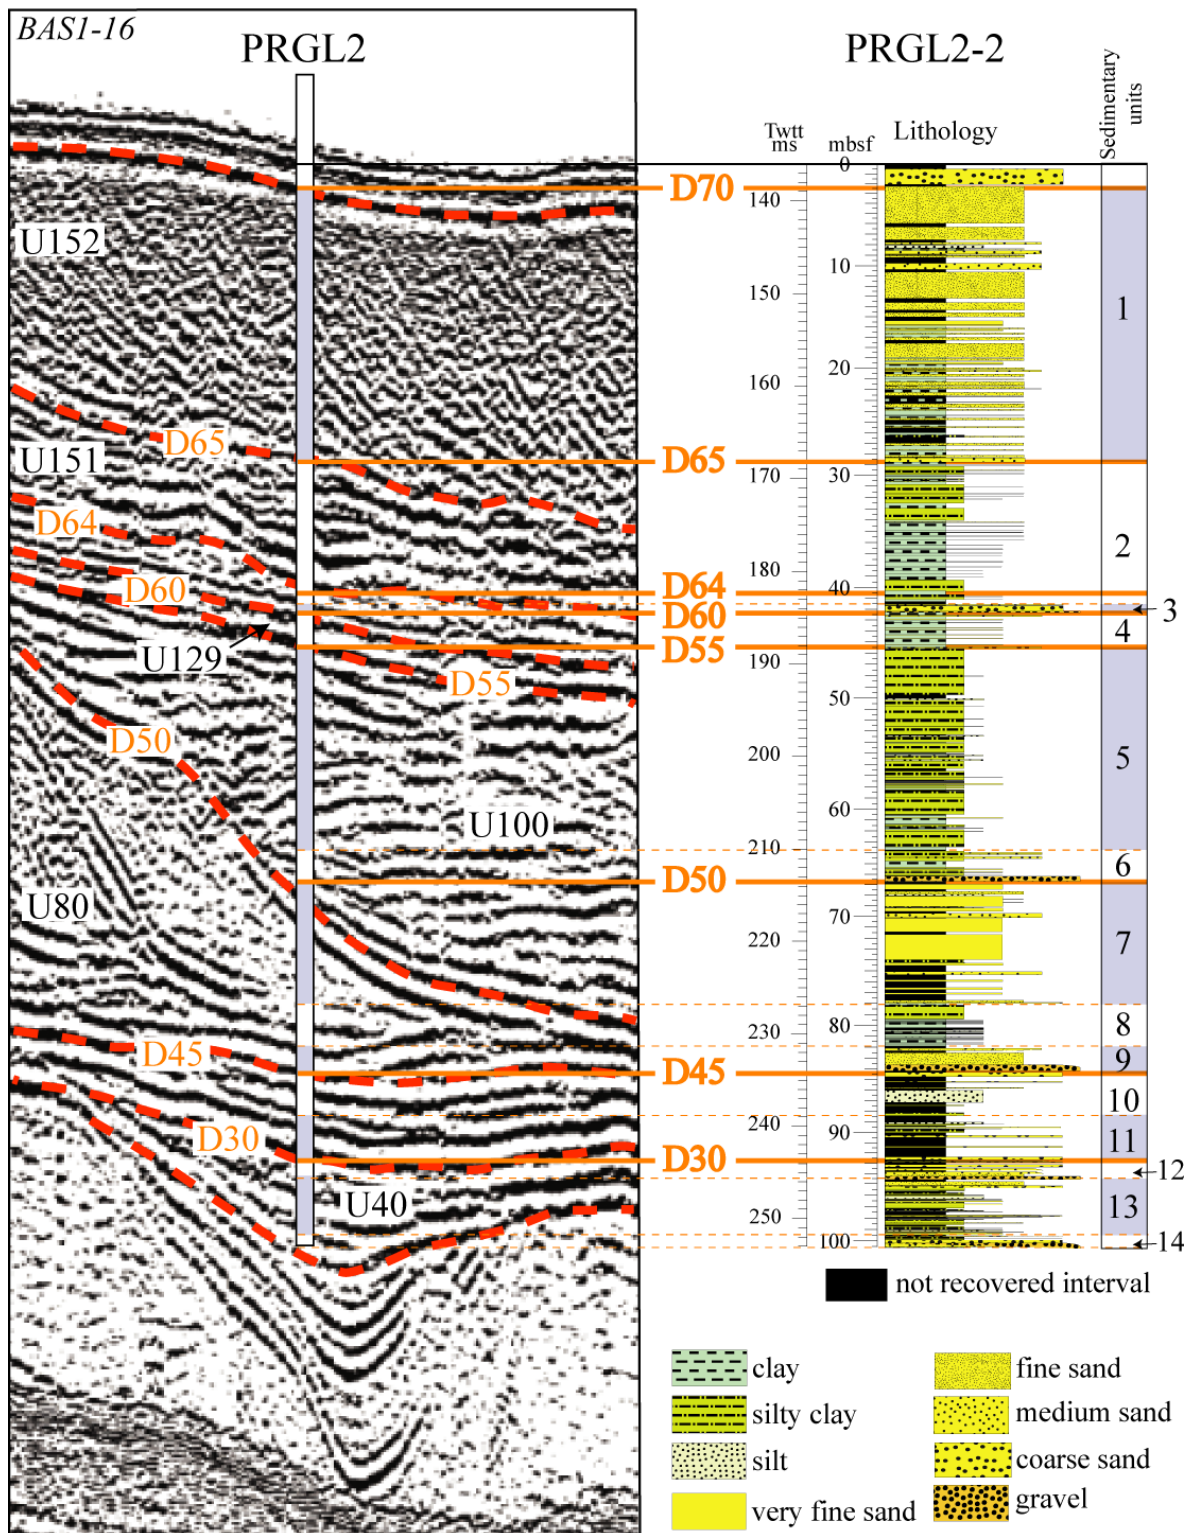 BAS1-16
PRGL2
PRGL2-2
Twtt
ms
mbsf
Lithology
Sedimentary
units
0
10
20
30
40
50
60
70
80
90
100
140
150
160
170
180
190
200
210
220
230
240
250
D70
D65
D64
D60
D55
D50
D45
D30
1
2
3
4
5
6
7
8
9
10
11
12
13
14
U152
D65
U151
D64
D60
U129
D55
D50
U100
U80
D45
D30
U40
not recovered interval
clay
silty clay
silt
very fine sand
fine sand
medium sand
coarse sand
gravel